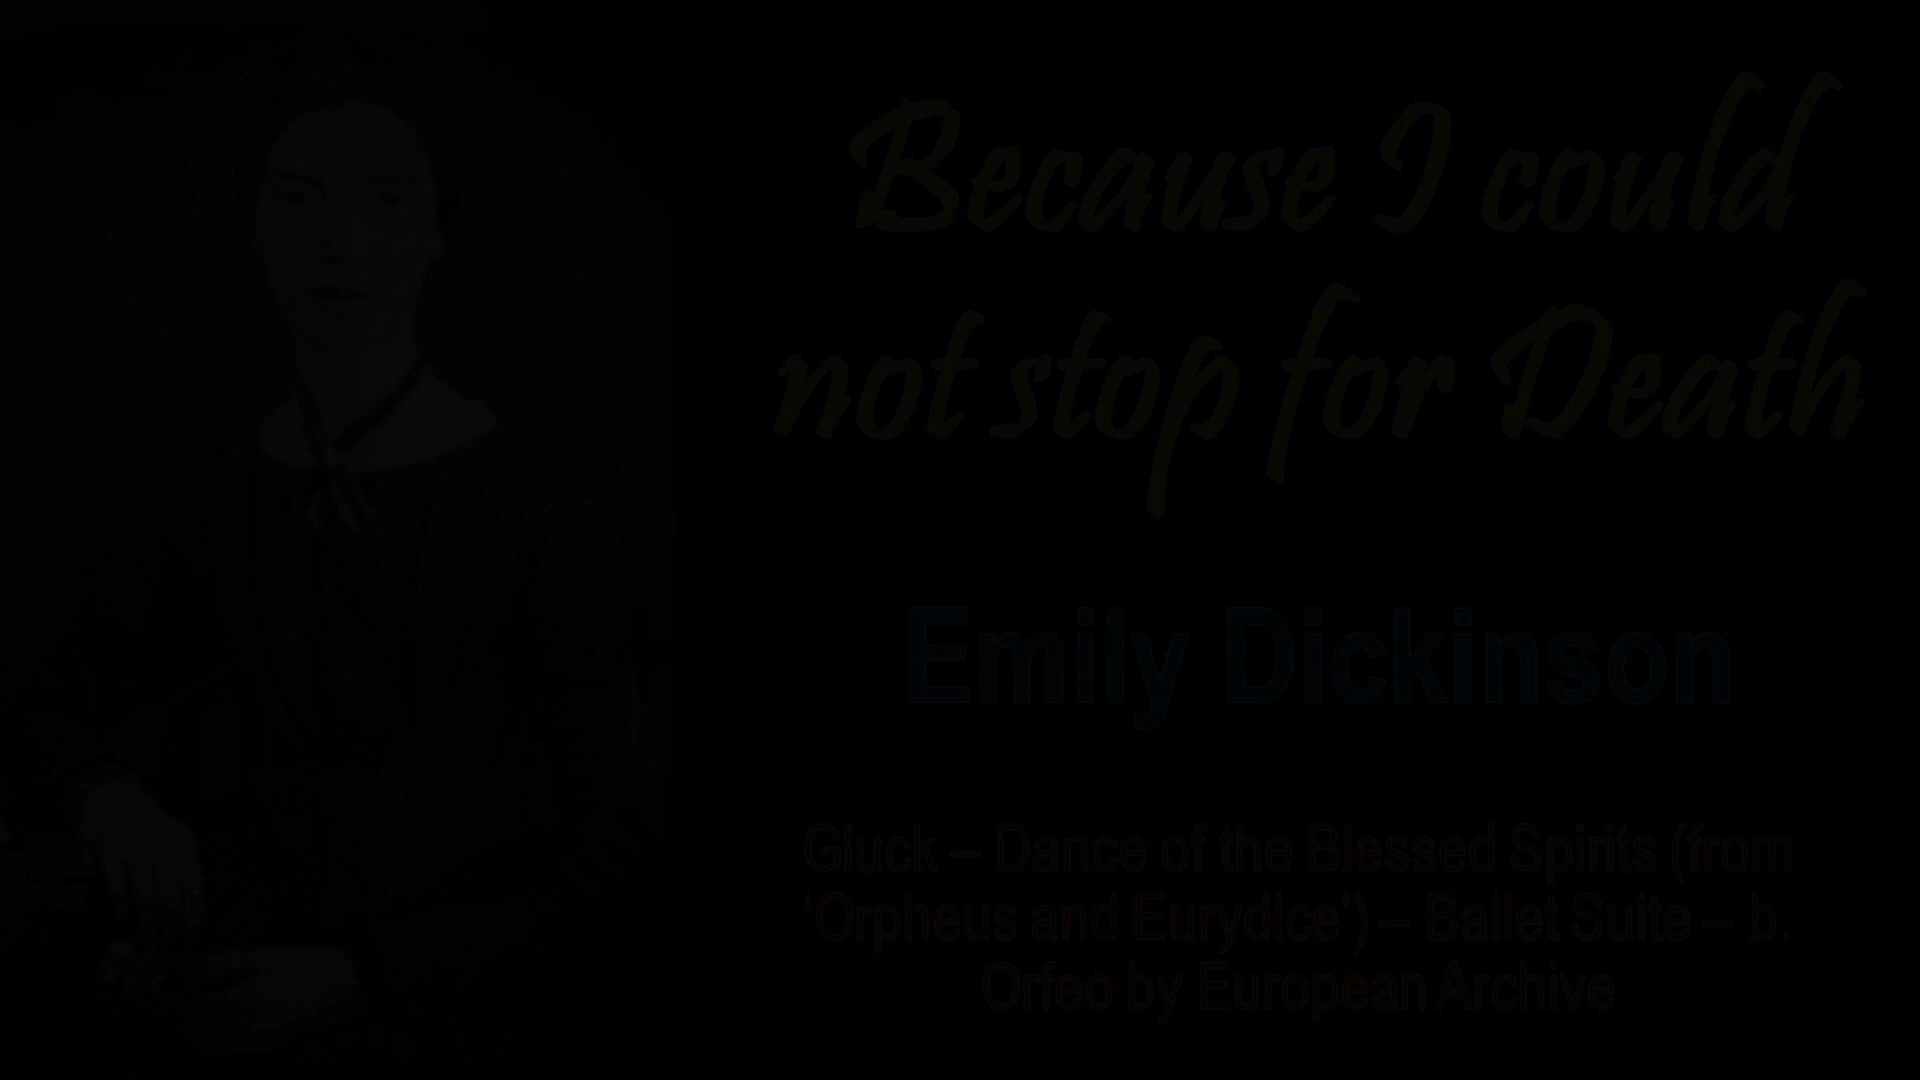 Because I could
not stop for Death
Emily Dickinson
Gluck – Dance of the Blessed Spirits (from
‘Orpheus and Eurydice’) – Ballet Suite – b.
Orfeo by European Archive